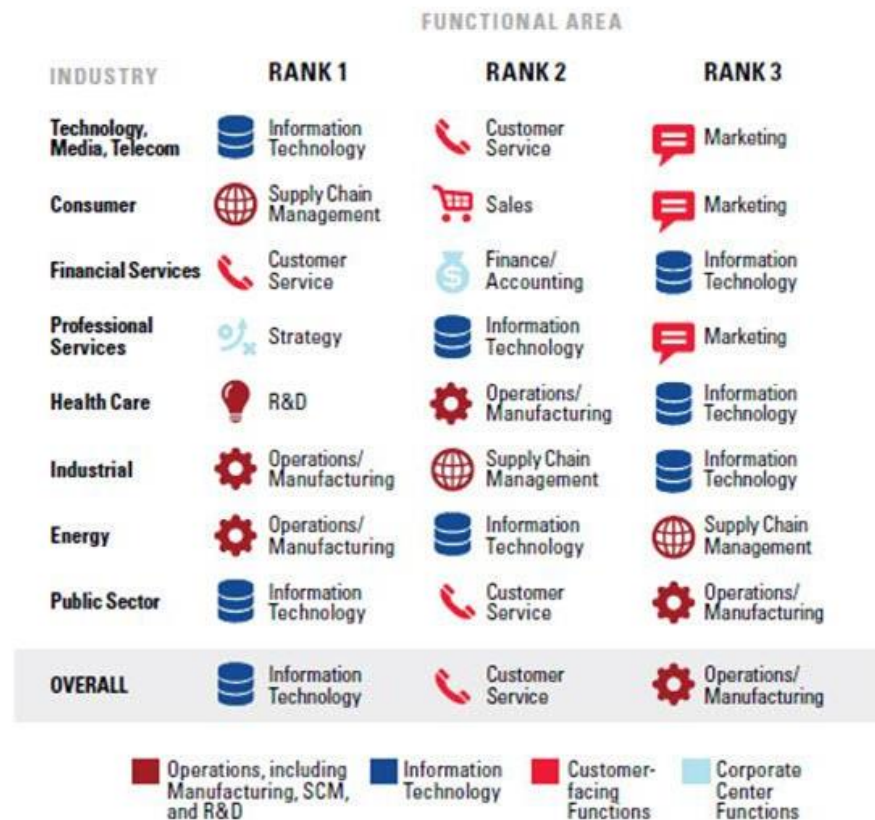 FUNCTIONAL AREA
INDUSTRY RANK 1 RANK 2 RANK 3
Technology, Media, Telecom Information Technology Customer Service Marketing
Consumer Supply Chain Management Sales Marketing
Financial Services Customer Service Finance/ Accounting Information Technology
Professional Services Strategy Information Technology Marketing
Health Care R&D Operations/ Manufacturing Information Technology
Industrial Operations/ Manufacturing Supply Chain Management Information Technology
Energy Operations/ Manufacturing Information Technology Supply Chain Management
Public Sector Information Technology Customer Service Operations/ Manufacturing
OVERALL Information Technology Customer Service Operations/ Manufacturing
Operations, including Manufacturing, SCM, and R&D
Information Technology
Customer-facing Functions
Corporate Center Functions